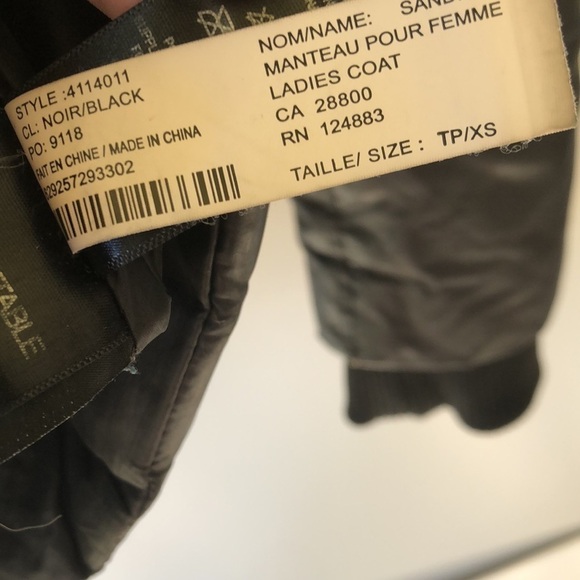 STYLE :4114011
CL: NOIR/BLACK
PO: 9118
FAIT EN CHINE / MADE IN CHINA
829257293302
NOM/NAME:
MANTEAU POUR FEMME
LADIES COAT
CA 28800
RN 124883
TAILLE/ SIZE : TP/XS